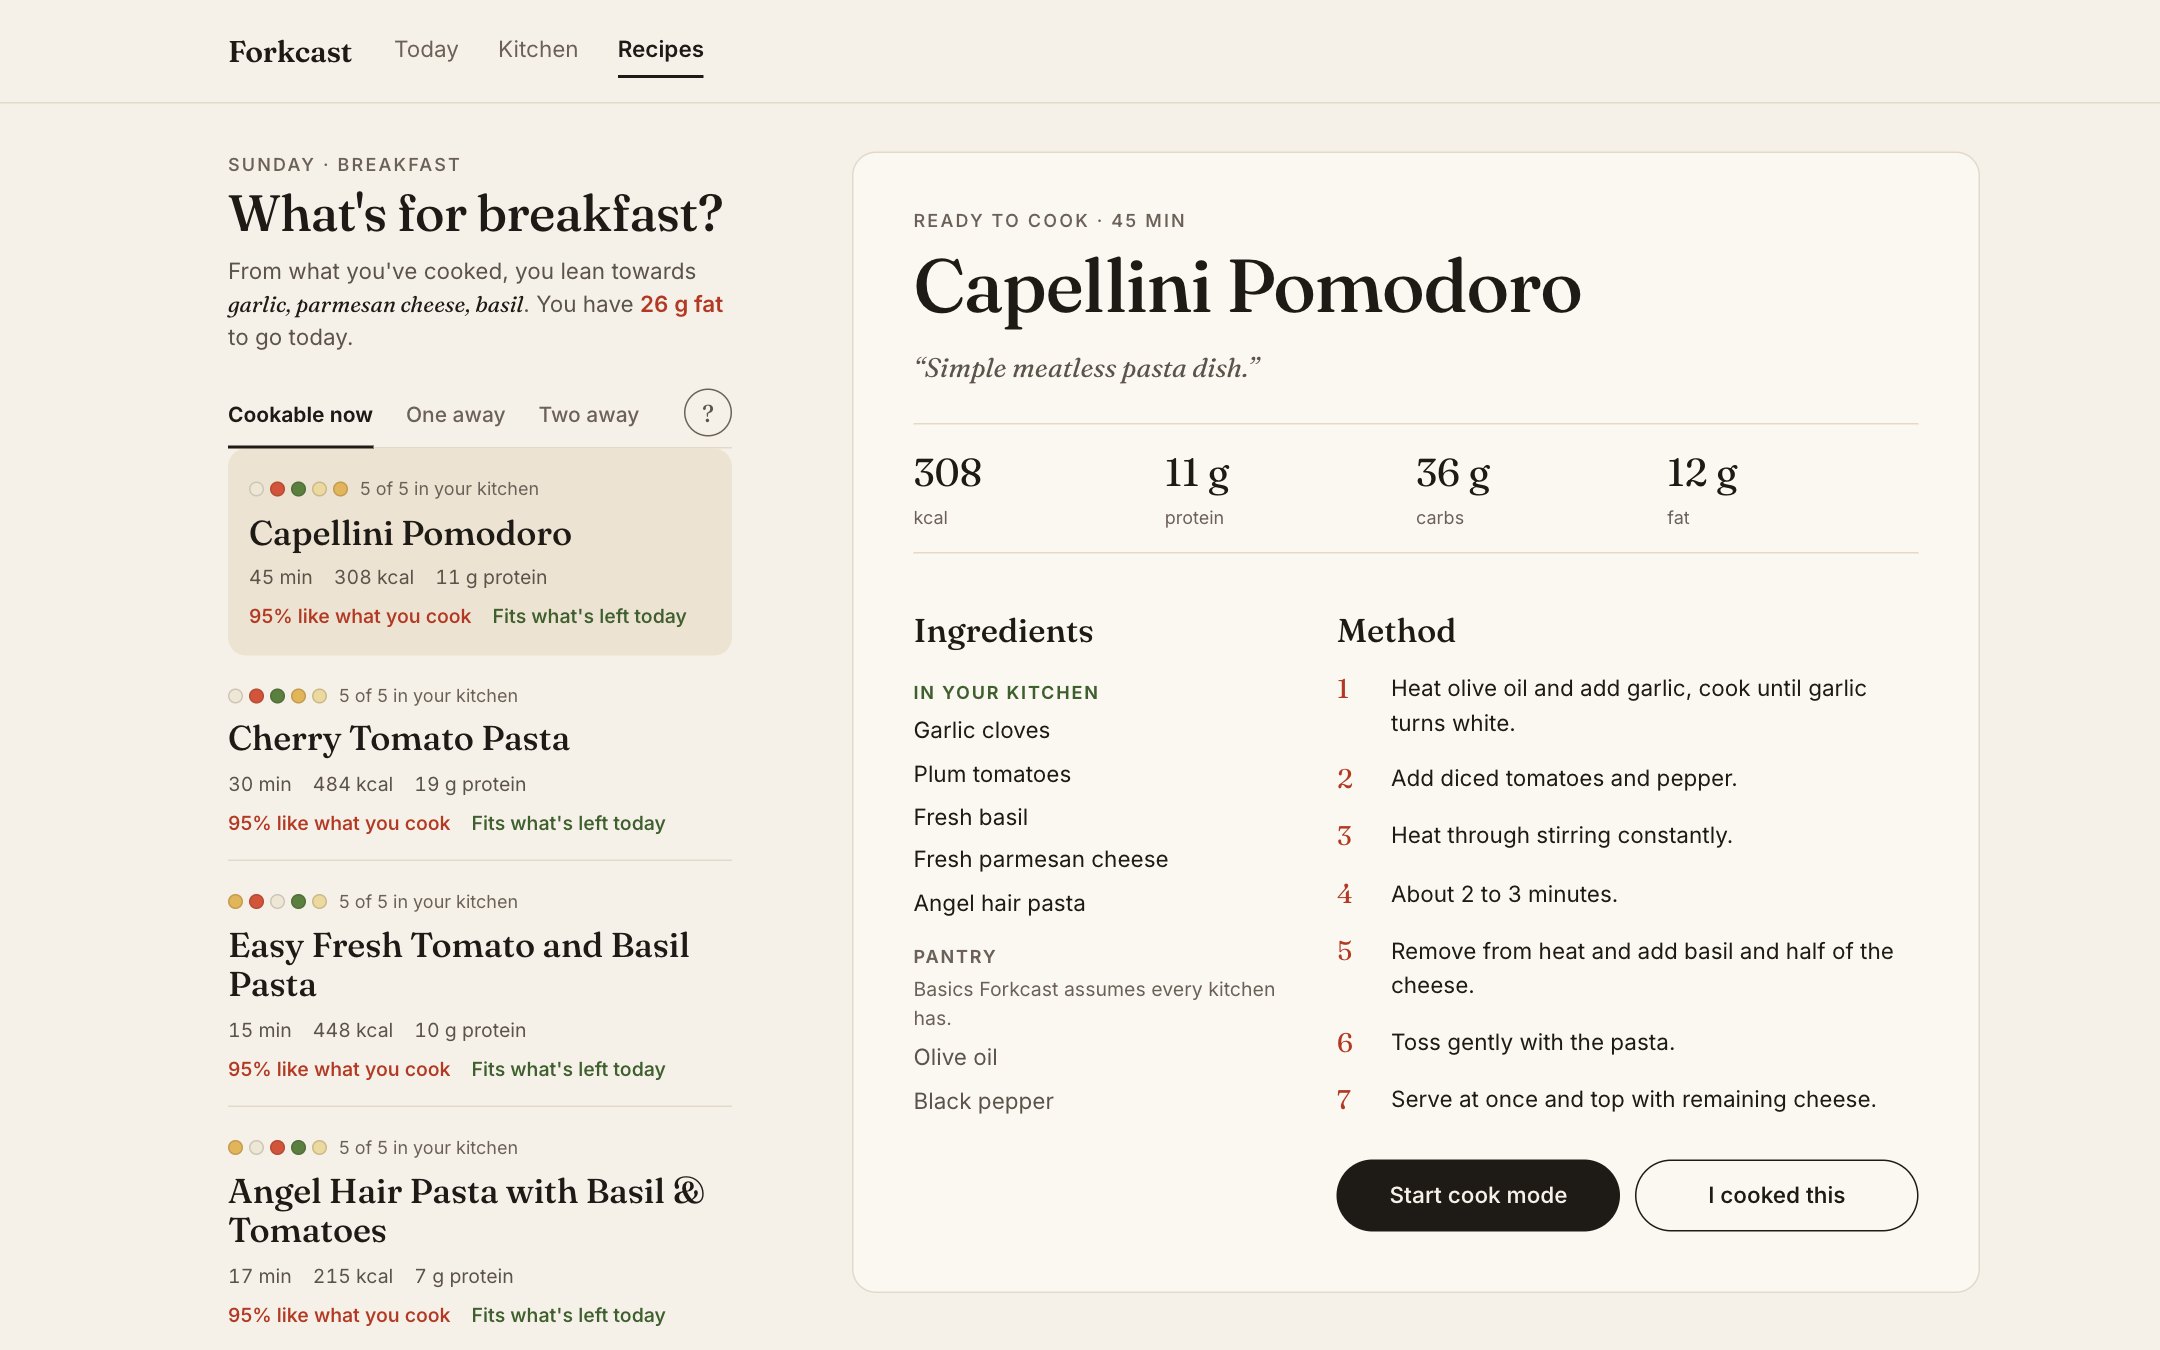 Forkcast Today Kitchen Recipes
SUNDAY · BREAKFAST
What's for breakfast?
From what you've cooked, you lean towards
garlic, parmesan cheese, basil. You have 26 g fat
to go today.
Cookable now One away Two away ?
5 of 5 in your kitchen
Capellini Pomodoro
45 min 308 kcal 11 g protein
95% like what you cook Fits what's left today
5 of 5 in your kitchen
Cherry Tomato Pasta
30 min 484 kcal 19 g protein
95% like what you cook Fits what's left today
5 of 5 in your kitchen
Easy Fresh Tomato and Basil
Pasta
15 min 448 kcal 10 g protein
95% like what you cook Fits what's left today
5 of 5 in your kitchen
Angel Hair Pasta with Basil &
Tomatoes
17 min 215 kcal 7 g protein
95% like what you cook Fits what's left today
READY TO COOK · 45 MIN
Capellini Pomodoro
“Simple meatless pasta dish.”
308 11 g 36 g 12 g
kcal protein carbs fat
Ingredients
IN YOUR KITCHEN
Garlic cloves
Plum tomatoes
Fresh basil
Fresh parmesan cheese
Angel hair pasta
PANTRY
Basics Forkcast assumes every kitchen
has.
Olive oil
Black pepper
Method
1 Heat olive oil and add garlic, cook until garlic
turns white.
2 Add diced tomatoes and pepper.
3 Heat through stirring constantly.
4 About 2 to 3 minutes.
5 Remove from heat and add basil and half of the
cheese.
6 Toss gently with the pasta.
7 Serve at once and top with remaining cheese.
Start cook mode I cooked this